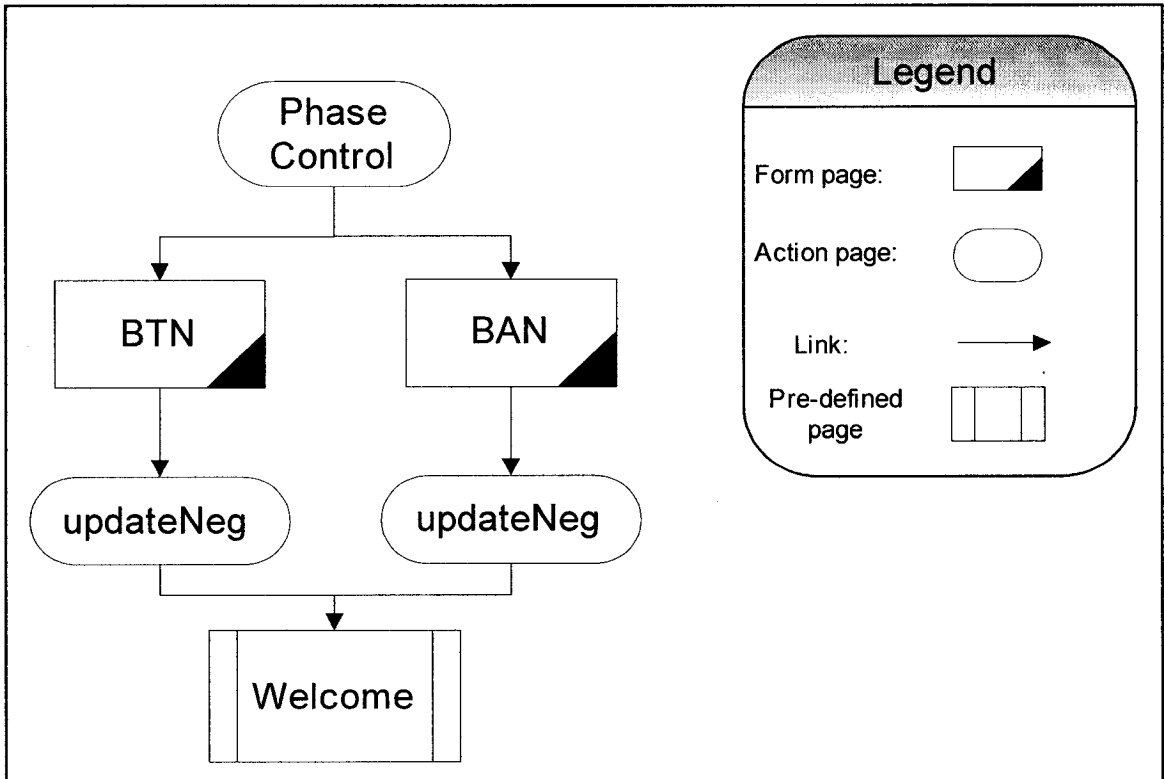 Phase
Control
BTN
BAN
updateNeg
updateNeg
Welcome
Legend
Form page:
Action page:
Link:
Pre-defined
page